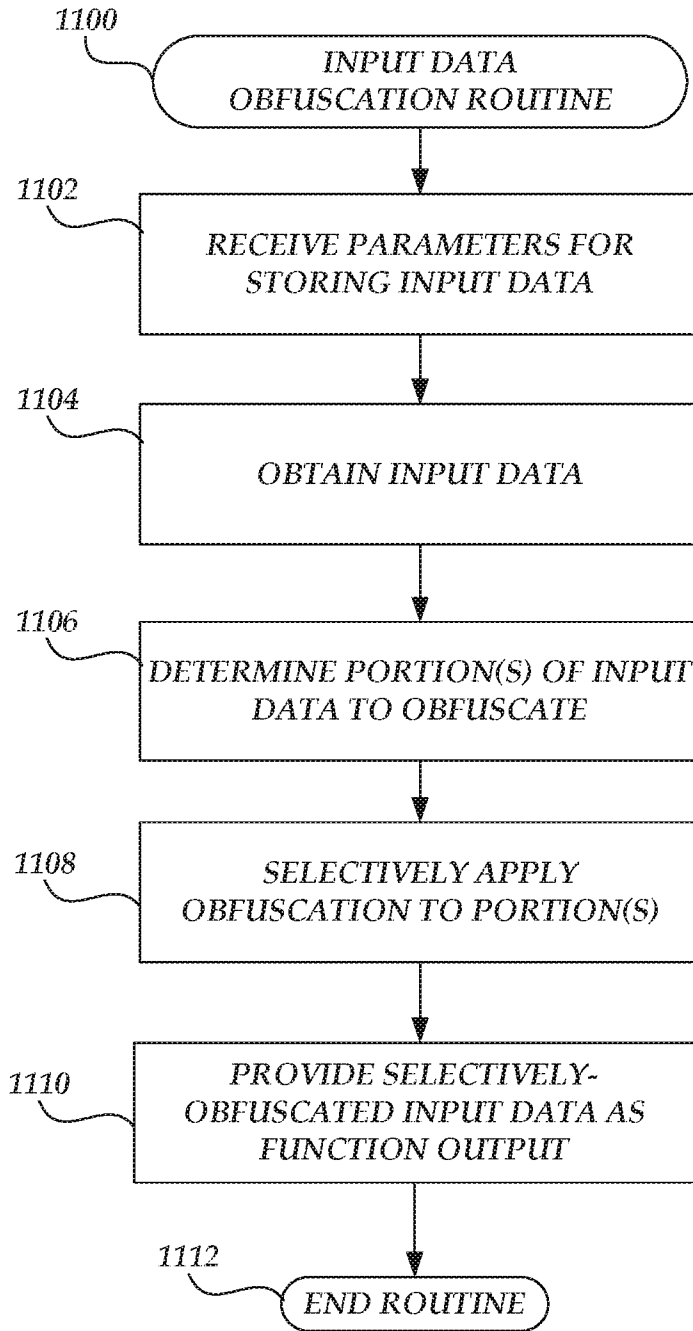 1100
INPUT DATA
OBFUSCATION ROUTINE
1102
RECEIVE PARAMETERS FOR
STORING INPUT DATA
1104
OBTAIN INPUT DATA
1106
DETERMINE PORTION(S) OF INPUT
DATA TO OBFUSCATE
1108
SELECTIVELY APPLY
OBFUSCATION TO PORTION(S)
1110
PROVIDE SELECTIVELY-
OBFUSCATED INPUT DATA AS
FUNCTION OUTPUT
1112
END ROUTINE